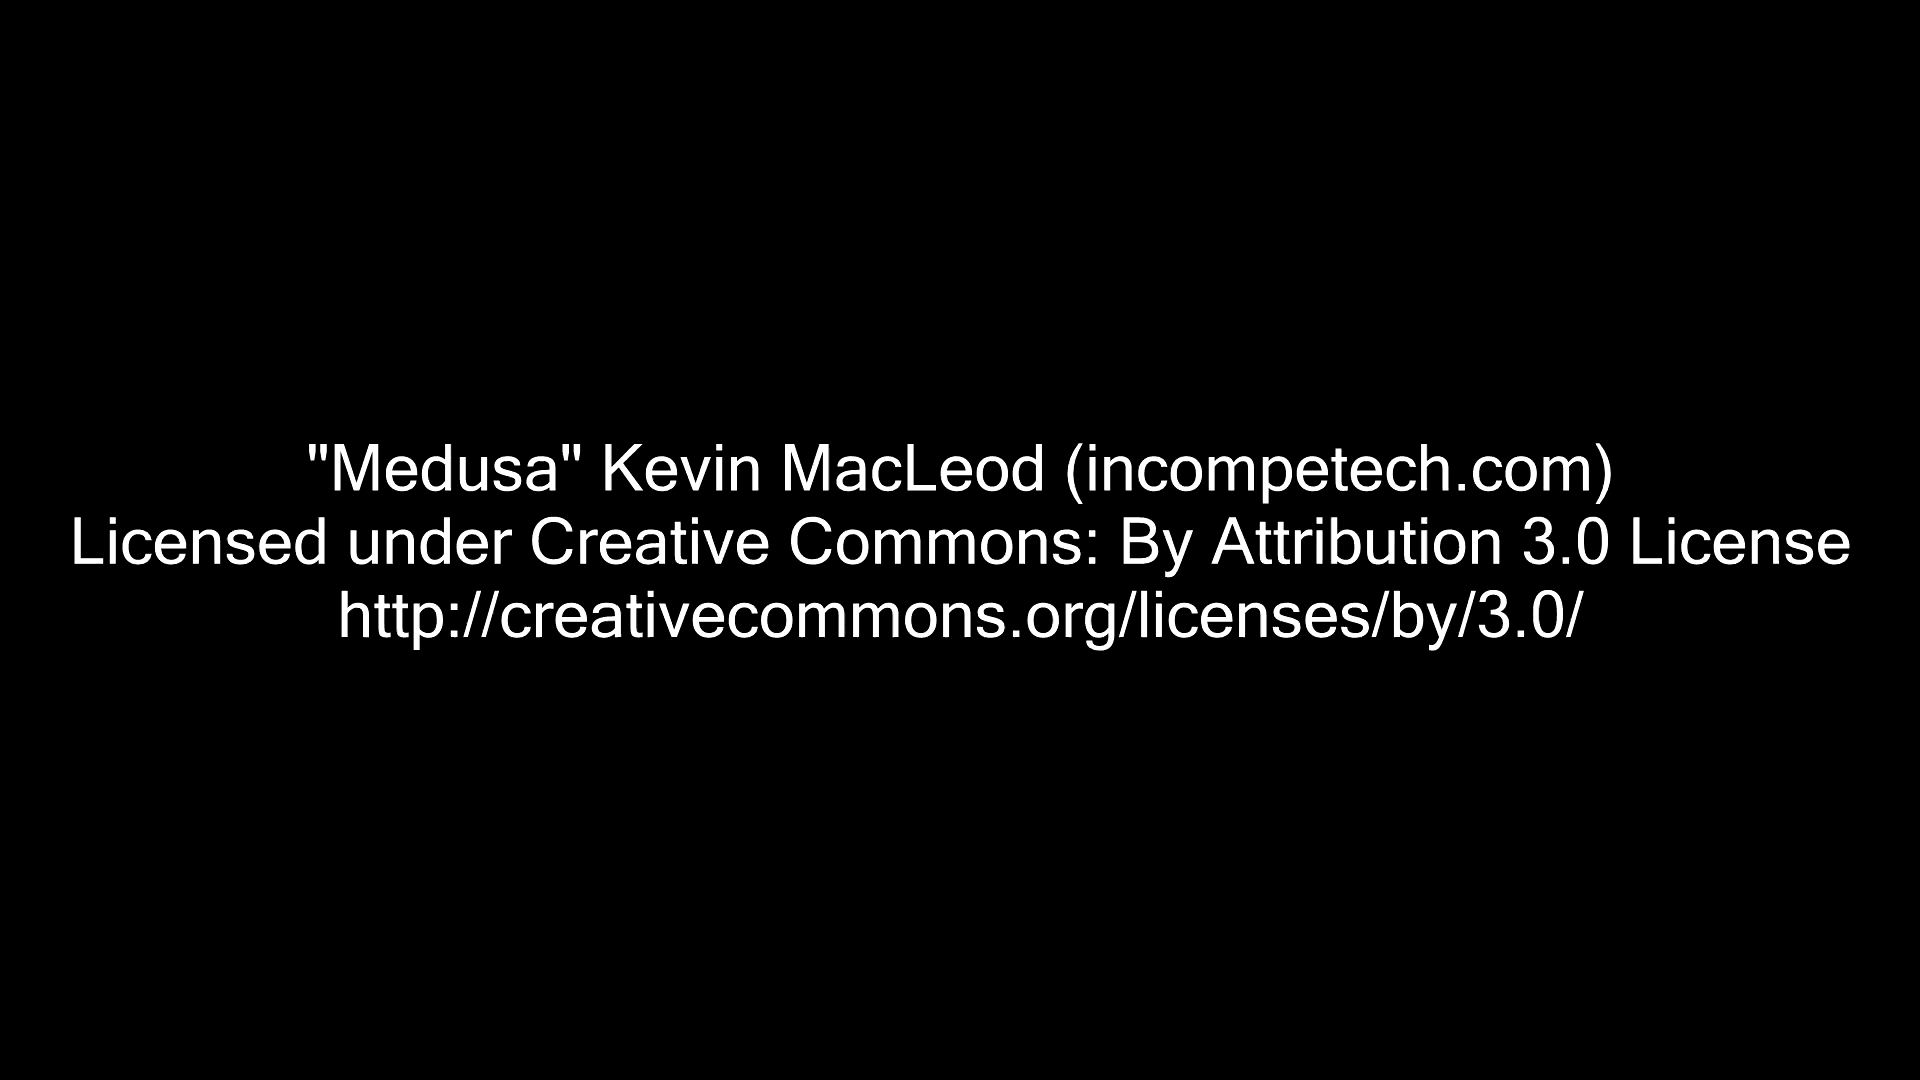 "Medusa" Kevin MacLeod (incompetech.com)
Licensed under Creative Commons: By Attribution 3.0 License
http://creativecommons.org/licenses/by/3.0/